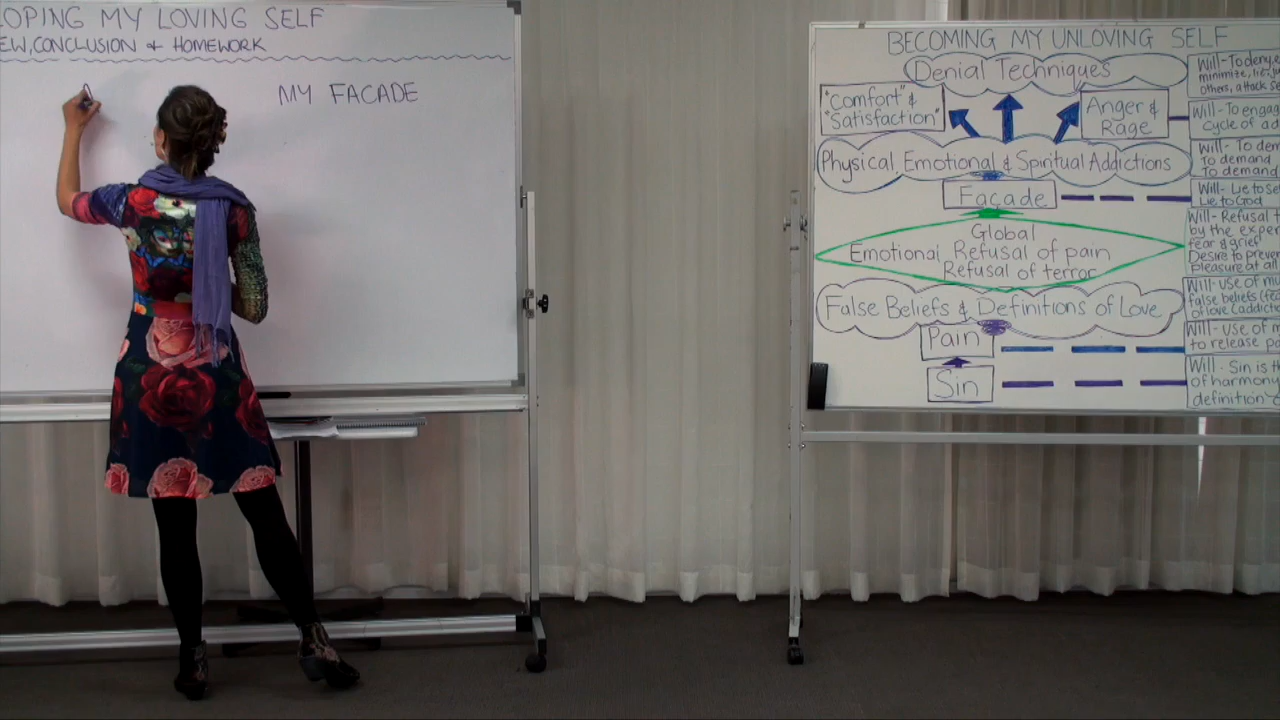 OPING MY LOVING SELF
EW, CONCLUSION & HOMEWORK
MY FACADE
BECOMING MY UNLOVING SELF
Denial Techniques
"Comfort" &
"Satisfaction"
Anger &
Rage
Physical, Emotional & Spiritual Addictions
Façade
Global
Emotional Refusal of pain
Refusal of terror
False Beliefs & Definitions of Love
Pain
Sin
Will - To deny,
minimize, lie,
others, attack se
Will - To engag
Cycle of ad
Will - To dem
To demand
To demand
Will - Lie to Se
Lie to God
Will - Refusal t
by the exper
fear & grief
Desire to preven
pleasure at all
Will - use of
false beliefs
of love (addict
Will - use of m
to release pa
Will - Sin is th
of harmony
definition